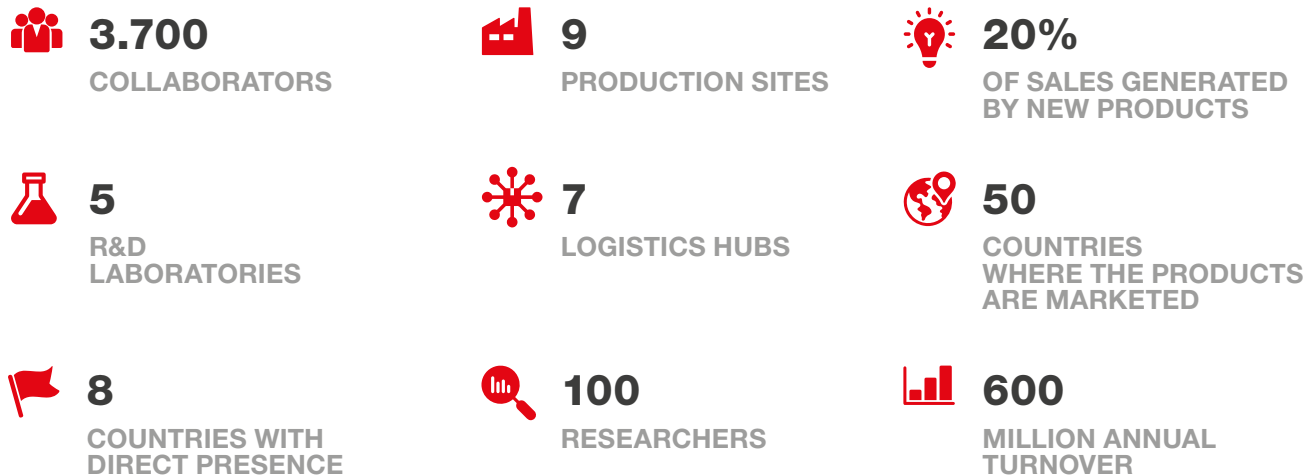 3.700
COLLABORATORS
9
PRODUCTION SITES
20%
OF SALES GENERATED
BY NEW PRODUCTS
5
R&D
LABORATORIES
7
LOGISTICS HUBS
50
COUNTRIES
WHERE THE PRODUCTS
ARE MARKETED
8
COUNTRIES WITH
DIRECT PRESENCE
100
RESEARCHERS
600
MILLION ANNUAL
TURNOVER